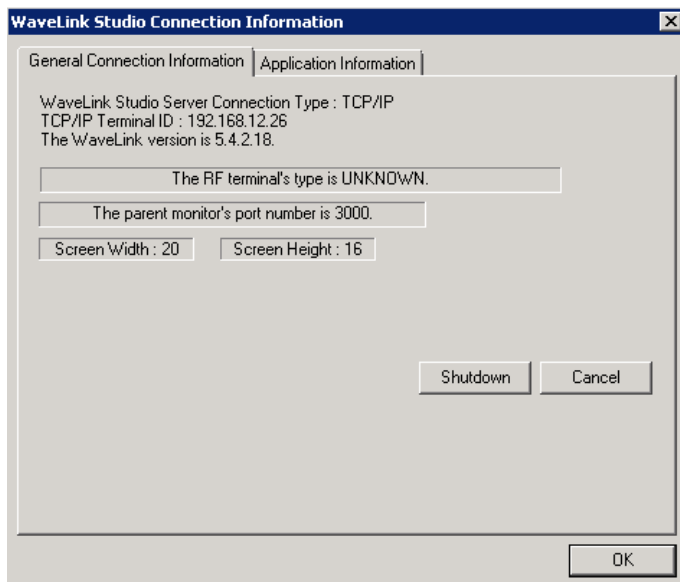 WaveLink Studio Connection Information
General Connection Information
Application Information
WaveLink Studio Server Connection Type : TCP/IP
TCP/IP Terminal ID : 192.168.12.26
The WaveLink version is 5.4.2.18.
The RF terminal's type is UNKNOWN.
The parent monitor's port number is 3000.
Screen Width : 20
Screen Height : 16
Shutdown
Cancel
OK